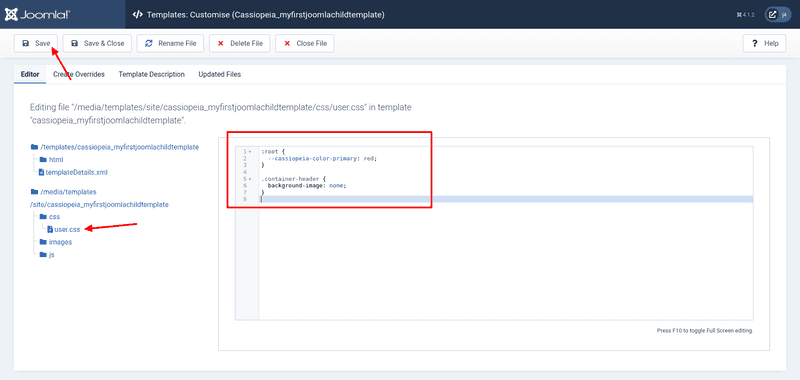 Joomla!
Templates: Customise (Cassiopeia_myfirstjoomlachildtemplate)
4.1.2
j4
Save
Save & Close
Rename File
Delete File
Close File
Help
Editor
Create Overrides
Template Description
Updated Files
Editing file "/media/templates/site/cassiopeia_myfirstjoomlachildtemplate/css/user.css" in template
"cassiopeia_myfirstjoomlachildtemplate".
/templates/cassiopeia_myfirstjoomlachildtemplate
html
templateDetails.xml
/media/templates
/site/cassiopeia_myfirstjoomlachildtemplate
css
user.css
images
js
1 :root {
2   --cassiopeia-color-primary: red;
3 }
4
5 .container-header {
6   background-image: none;
7 }
8
Press F10 to toggle Full Screen editing.